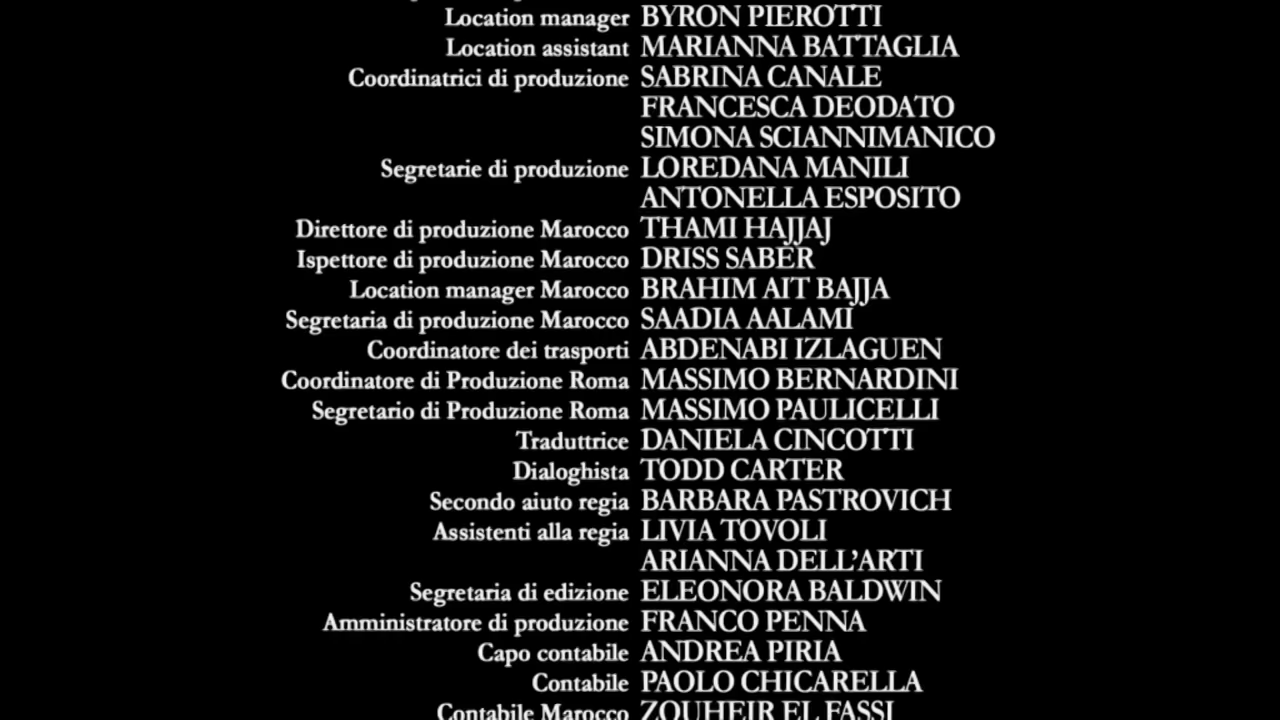 Location manager BYRON PIEROTTI
Location assistant MARIANNA BATTAGLIA
Coordinatrici di produzione SABRINA CANALE
FRANCESCA DEODATO
SIMONA SCIANNIMANICO
Segretarie di produzione LOREDANA MANILI
ANTONELLA ESPOSITO
Direttore di produzione Marocco THAMI HAJJAJ
Ispettore di produzione Marocco DRISS SABER
Location manager Marocco BRAHIM AIT BAJJA
Segretaria di produzione Marocco SAADIA AALAMI
Coordinatore dei trasporti ABDENABI IZLAGUEN
Coordinatore di Produzione Roma MASSIMO BERNARDINI
Segretario di Produzione Roma MASSIMO PAULICELLI
Traduttrice DANIELA CINCOTTI
Dialoghista TODD CARTER
Secondo aiuto regia BARBARA PASTROVICH
Assistenti alla regia LIVIA TOVOLI
ARIANNA DELL'ARTI
Segretaria di edizione ELEONORA BALDWIN
Amministratore di produzione FRANCO PENNA
Capo contabile ANDREA PIRIA
Contabile PAOLO CHICARELLA
Contabile Marocco ZOUHEIR EL FASSI